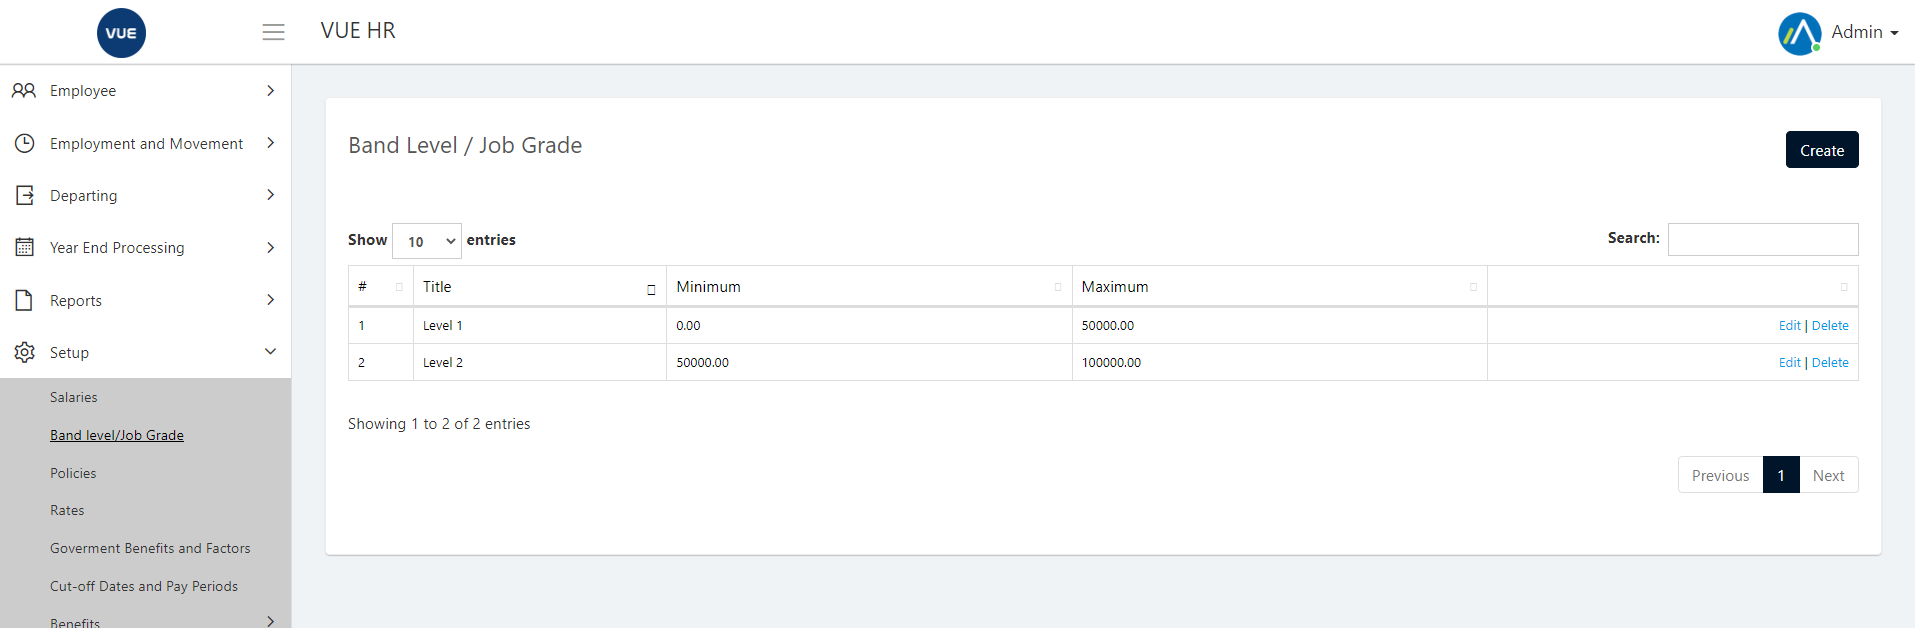 VUE
VUE HR
Admin
Employee
Employment and Movement
Departing
Year End Processing
Reports
Setup
Salaries
Band level/Job Grade
Policies
Rates
Goverment Benefits and Factors
Cut-off Dates and Pay Periods
Benefits
Band Level / Job Grade
Create
Show 10 entries
Search:
# Title Minimum Maximum
1 Level 1 0.00 50000.00 Edit | Delete
2 Level 2 50000.00 100000.00 Edit | Delete
Showing 1 to 2 of 2 entries
Previous 1 Next